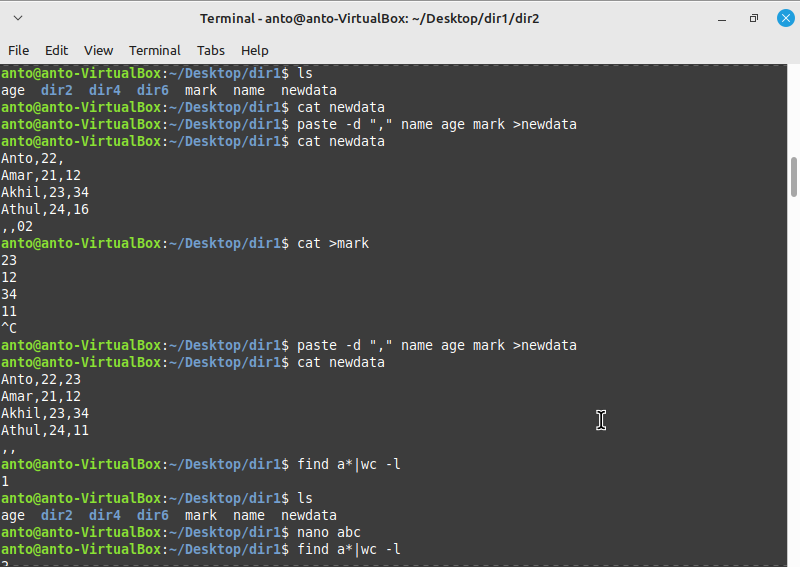 Terminal - anto@anto-VirtualBox: ~/Desktop/dir1/dir2
File Edit View Terminal Tabs Help
anto@anto-VirtualBox:~/Desktop/dir1$ ls
age dir2 dir4 dir6 mark name newdata
anto@anto-VirtualBox:~/Desktop/dir1$ cat newdata
anto@anto-VirtualBox:~/Desktop/dir1$ paste -d "," name age mark >newdata
anto@anto-VirtualBox:~/Desktop/dir1$ cat newdata
Anto,22,
Amar,21,12
Akhil,23,34
Athul,24,16
,,02
anto@anto-VirtualBox:~/Desktop/dir1$ cat >mark
23
12
34
11
^C
anto@anto-VirtualBox:~/Desktop/dir1$ paste -d "," name age mark >newdata
anto@anto-VirtualBox:~/Desktop/dir1$ cat newdata
Anto,22,23
Amar,21,12
Akhil,23,34
Athul,24,11
,,
anto@anto-VirtualBox:~/Desktop/dir1$ find a*|wc -l
1
anto@anto-VirtualBox:~/Desktop/dir1$ ls
age dir2 dir4 dir6 mark name newdata
anto@anto-VirtualBox:~/Desktop/dir1$ nano abc
anto@anto-VirtualBox:~/Desktop/dir1$ find a*|wc -l